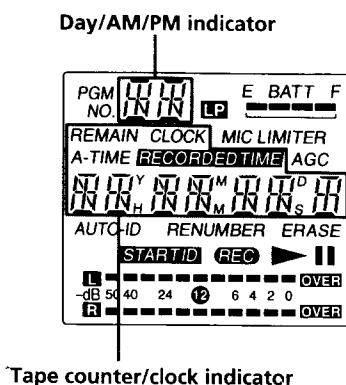 Day/AM/PM indicator
PGM NO. LP E BATT F
REMAIN CLOCK MIC LIMITER
A-TIME RECORDED TIME AGC
Y M D
H M S
AUTO-ID RENUMBER ERASE
START ID REC
L OVER
-dB 50 40 24 12 6 4 2 0
R OVER
Tape counter/clock indicator